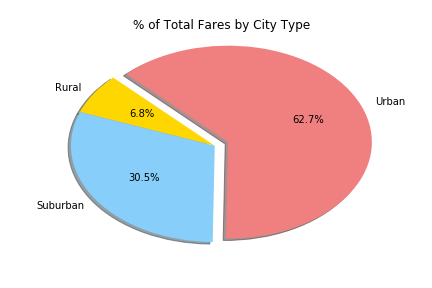 % of Total Fares by City Type
Rural
Urban
6.8%
62.7%
30.5%
Suburban